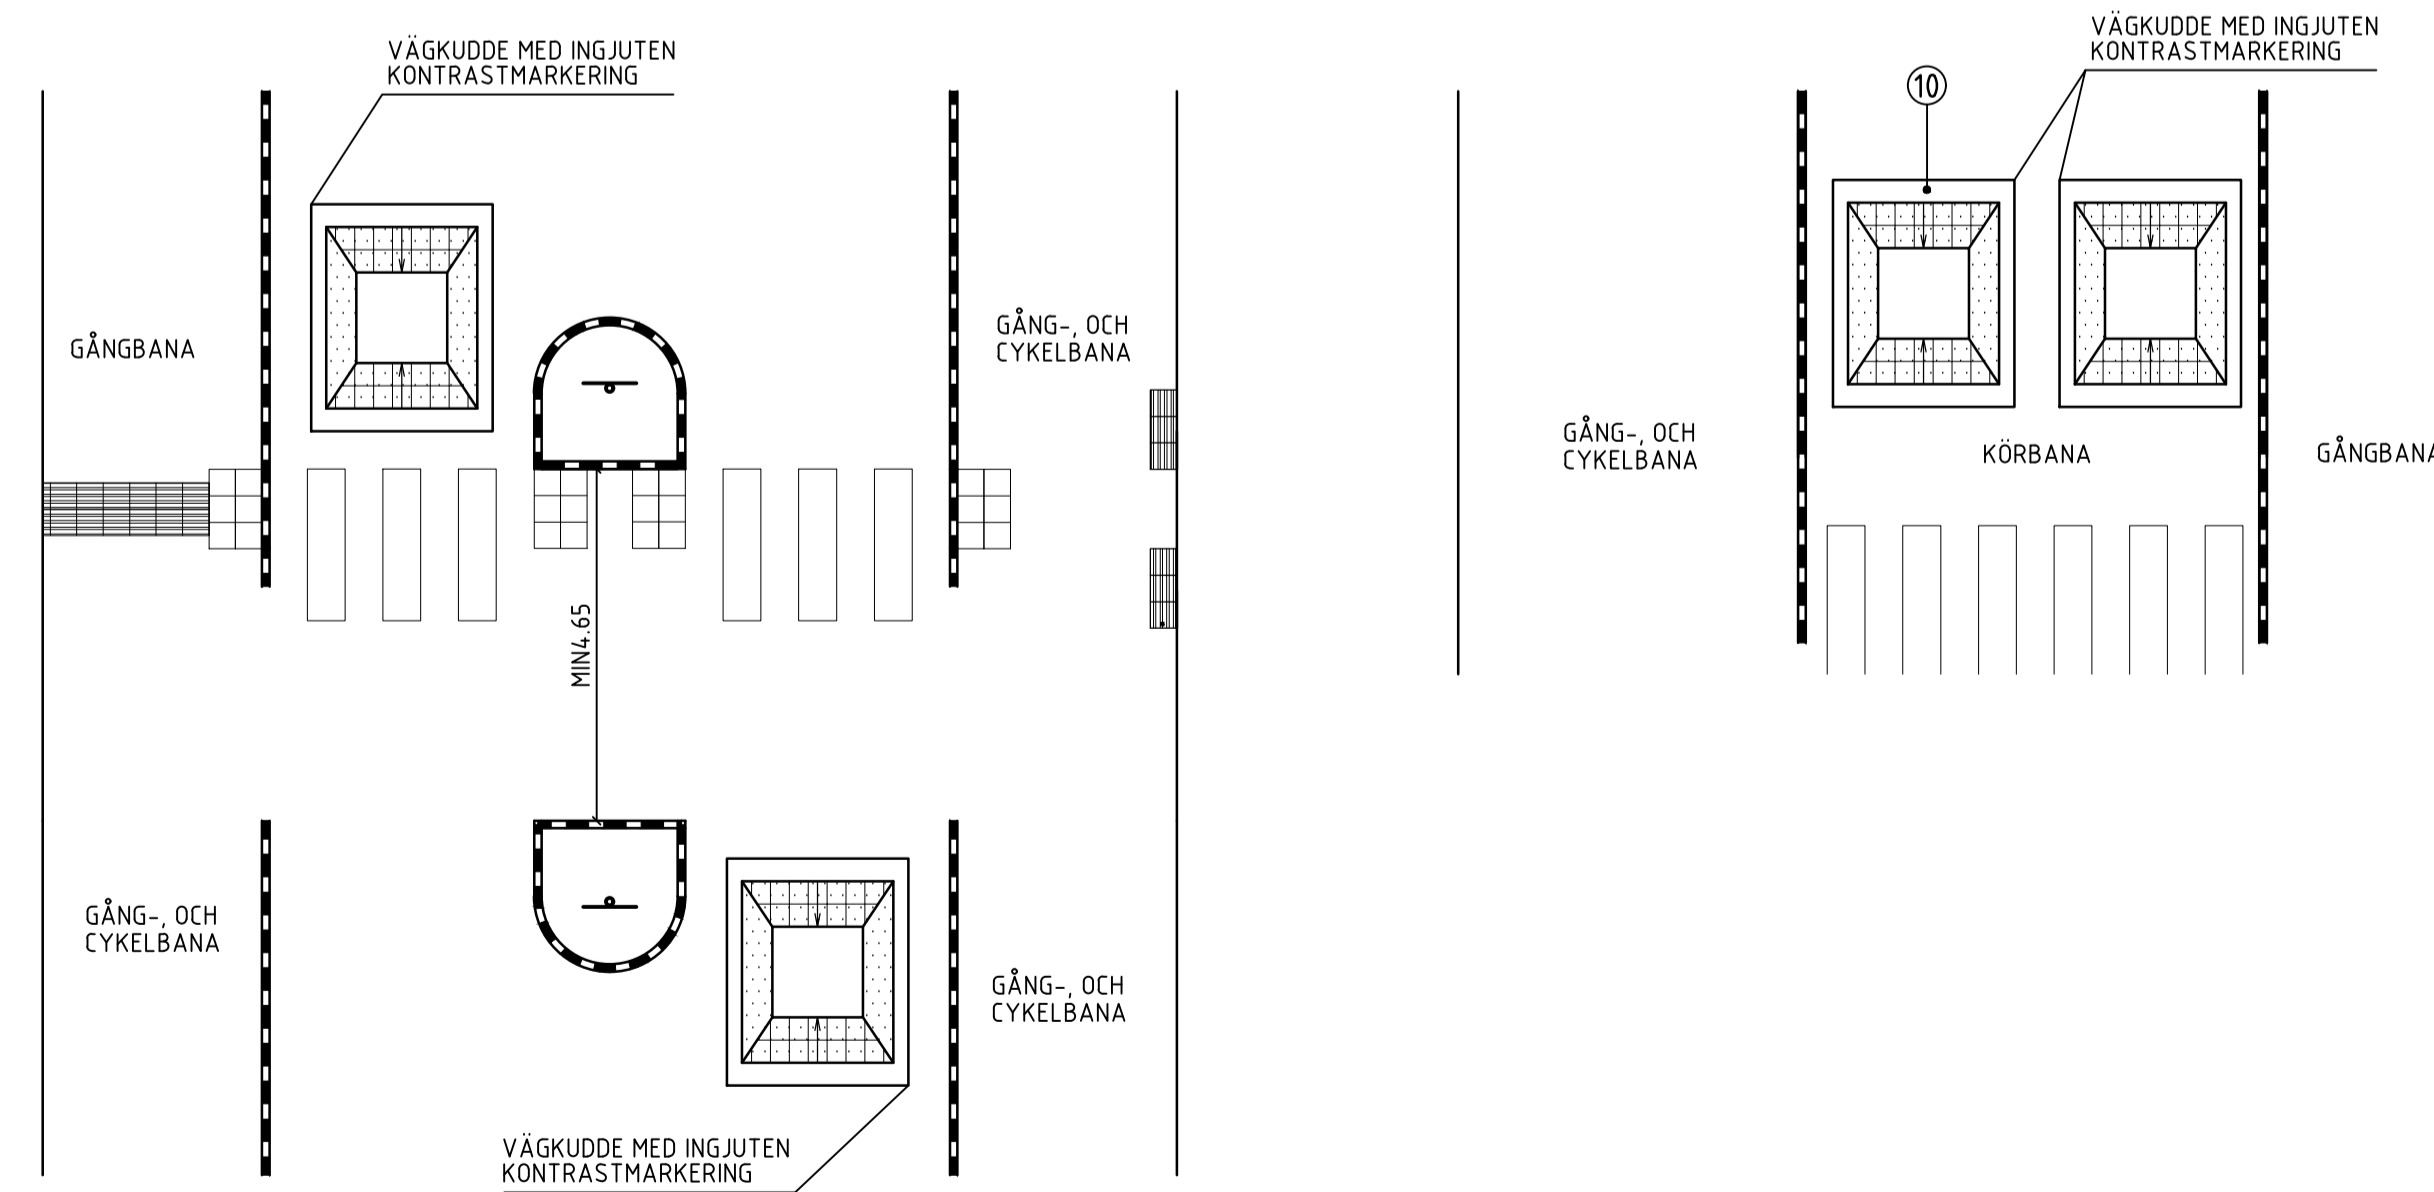 VÄGKUDDE MED INGJUTEN
KONTRASTMARKERING
GÅNGBANA
GÅNG-, OCH
CYKELBANA
MIN4.65
GÅNG-, OCH
CYKELBANA
GÅNG-, OCH
CYKELBANA
VÄGKUDDE MED INGJUTEN
KONTRASTMARKERING
VÄGKUDDE MED INGJUTEN
KONTRASTMARKERING
10
GÅNG-, OCH
CYKELBANA
KÖRBANA
GÅNGBANA